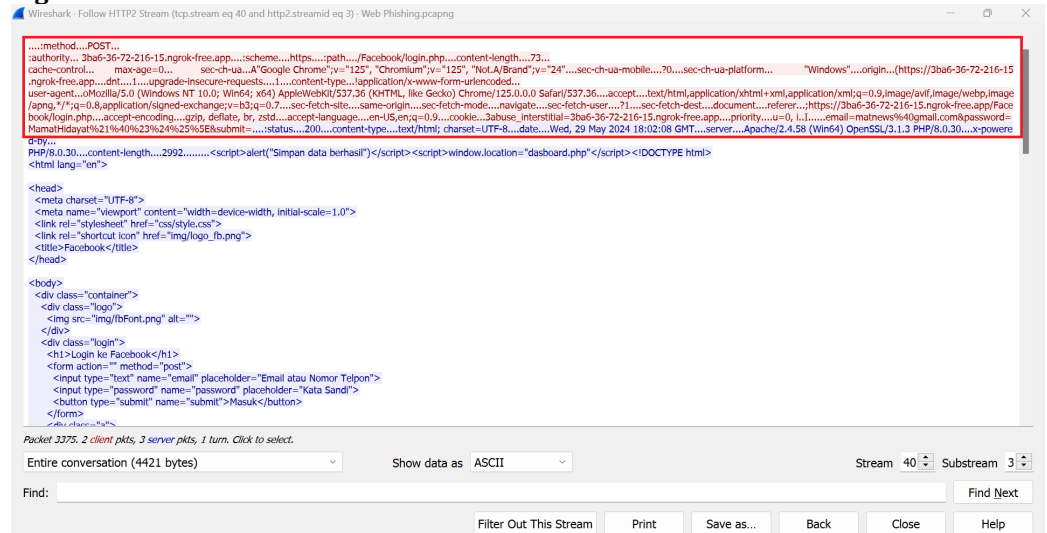 Wireshark · Follow HTTP2 Stream (tcp.stream eq 40 and http2.streamid eq 3) · Web Phishing.pcapng
....:method....POST...
:authority... 3ba6-36-72-216-15.ngrok-free.app....:scheme....https....:path..../Facebook/login.php....content-length....73...
cache-control... max-age=0... sec-ch-ua...A"Google Chrome";v="125", "Chromium";v="125", "Not.A/Brand";v="24"....sec-ch-ua-mobile....?0....sec-ch-ua-platform... "Windows"....origin...(https://3ba6-36-72-216-15
.ngrok-free.app....dnt....1....upgrade-insecure-requests....1....content-type...!application/x-www-form-urlencoded...
user-agent...oMozilla/5.0 (Windows NT 10.0; Win64; x64) AppleWebKit/537.36 (KHTML, like Gecko) Chrome/125.0.0.0 Safari/537.36....accept....text/html,application/xhtml+xml,application/xml;q=0.9,image/avif,image/webp,image
/apng,*/*;q=0.8,application/signed-exchange;v=b3;q=0.7....sec-fetch-site....same-origin....sec-fetch-mode....navigate....sec-fetch-user....?1....sec-fetch-dest....document....referer...;https://3ba6-36-72-216-15.ngrok-free.app/Face
book/login.php....accept-encoding....gzip, deflate, br, zstd....accept-language....en-US,en;q=0.9....cookie...3abuse_interstitial=3ba6-36-72-216-15.ngrok-free.app....priority....u=0, i..I.....email=matnews%40gmail.com&password=
MamatHidayat%21%40%23%24%25%5E&submit=....:status....200....content-type....text/html; charset=UTF-8....date....Wed, 29 May 2024 18:02:08 GMT....server....Apache/2.4.58 (Win64) OpenSSL/3.1.3 PHP/8.0.30....x-powere
d-by...
PHP/8.0.30....content-length....2992.........<script>alert("Simpan data berhasil")</script><script>window.location="dasboard.php"</script><!DOCTYPE html>
<html lang="en">
<head>
<meta charset="UTF-8">
<meta name="viewport" content="width=device-width, initial-scale=1.0">
<link rel="stylesheet" href="css/style.css">
<link rel="shortcut icon" href="img/logo_fb.png">
<title>Facebook</title>
</head>
<body>
<div class="container">
<div class="logo">
<img src="img/fbFont.png" alt="">
</div>
<div class="login">
<h1>Login ke Facebook</h1>
<form action="" method="post">
<input type="text" name="email" placeholder="Email atau Nomor Telpon">
<input type="password" name="password" placeholder="Kata Sandi">
<button type="submit" name="submit">Masuk</button>
</form>
<div class="a">
Packet 3375. 2 client pkts, 3 server pkts, 1 turn. Click to select.
Entire conversation (4421 bytes) Show data as ASCII Stream 40 Substream 3
Find: Find Next
Filter Out This Stream Print Save as... Back Close Help